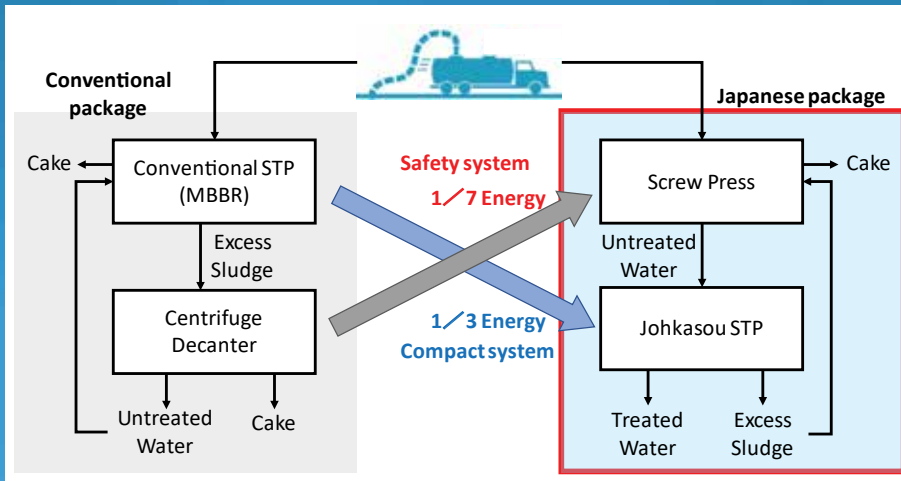 Conventional
package
Cake
Conventional STP
(MBBR)
Excess
Sludge
Centrifuge
Decanter
Untreated
Water
Cake
Safety system
1／7 Energy
1／3 Energy
Compact system
Japanese package
Screw Press
Cake
Untreated
Water
Johkasou STP
Treated
Water
Excess
Sludge